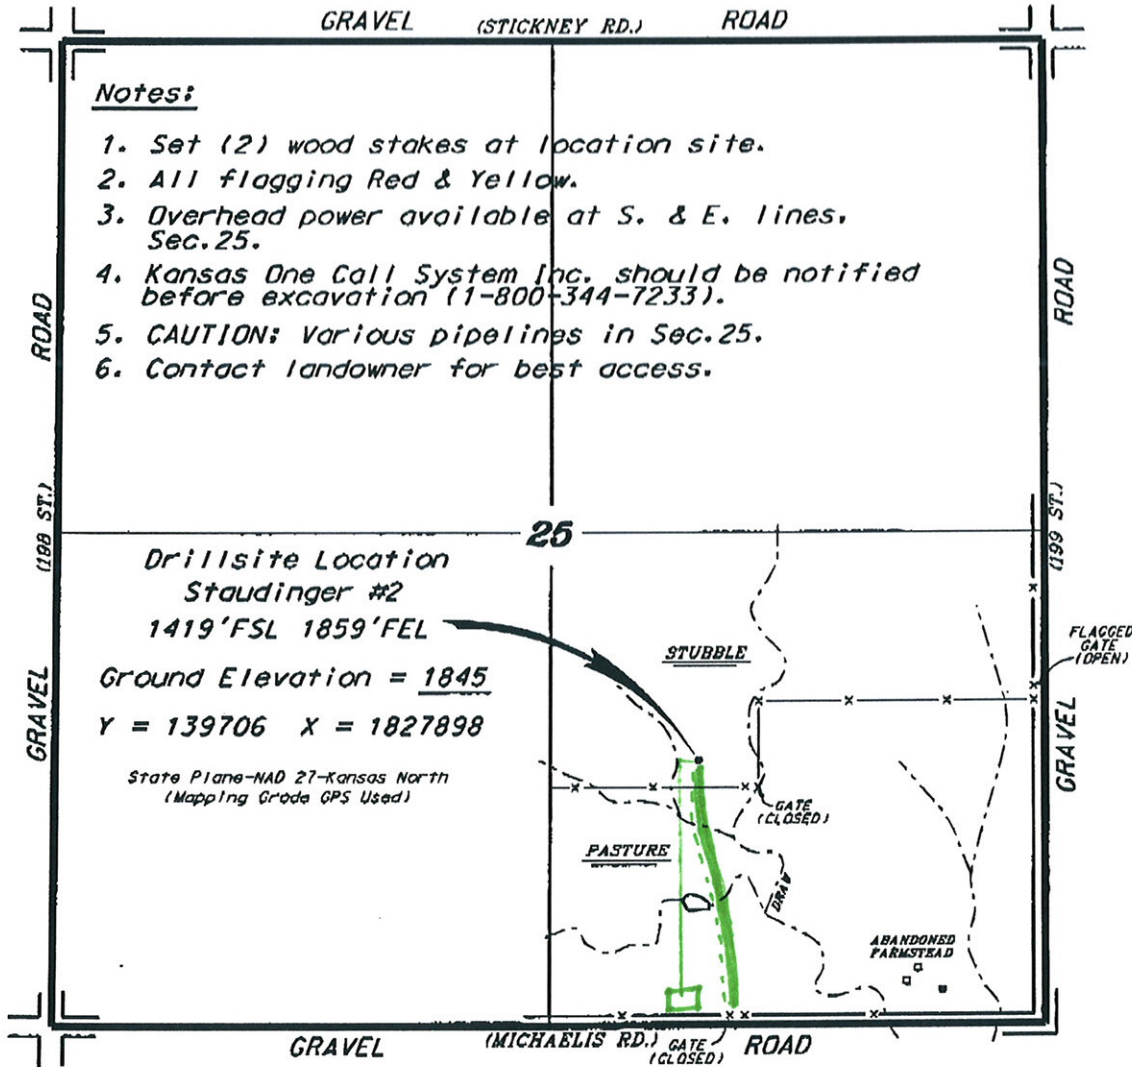 GRAVEL (STICKNEY RD.) ROAD
Notes:
1. Set (2) wood stakes at location site.
2. All flagging Red & Yellow.
3. Overhead power available at S. & E. lines,
Sec.25.
4. Kansas One Call System Inc. should be notified
before excavation (1-800-344-7233).
5. CAUTION: Various pipelines in Sec.25.
6. Contact landowner for best access.
ROAD
ROAD
(188 ST.)
(199 ST.)
25
Drillsite Location
Staudinger #2
1419'FSL 1859'FEL
Ground Elevation = 1845
Y = 139706 X = 1827898
State Plane-NAD 27-Kansas North
(Mapping Grade GPS Used)
STUBBLE
FLAGGED
GATE
(OPEN)
GRAVEL
GRAVEL
GATE
(CLOSED)
PASTURE
DRAW
ABANDONED
FARMSTEAD
GRAVEL (MICHAELIS RD.) GATE ROAD
(CLOSED)